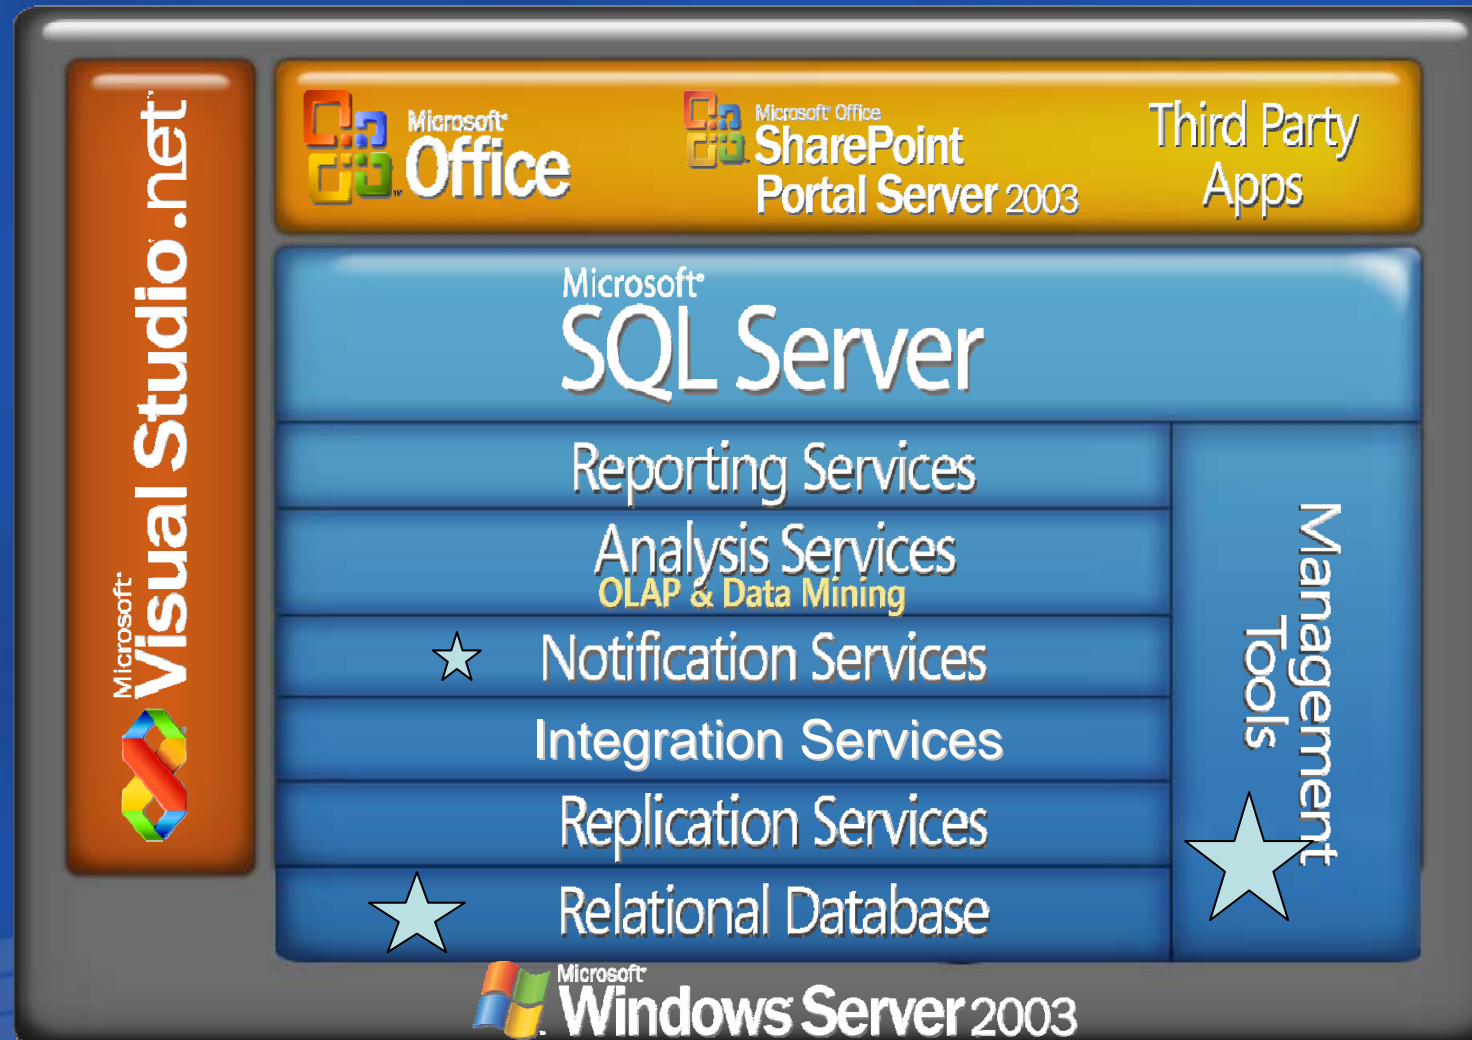 Microsoft®
Visual Studio .net™
Microsoft®
Office
Microsoft® Office
SharePoint
Portal Server 2003
Third Party
Apps
Microsoft®
SQL Server
Reporting Services
Analysis Services
OLAP & Data Mining
Notification Services
Integration Services
Replication Services
Relational Database
Management
Tools
Microsoft®
Windows Server 2003